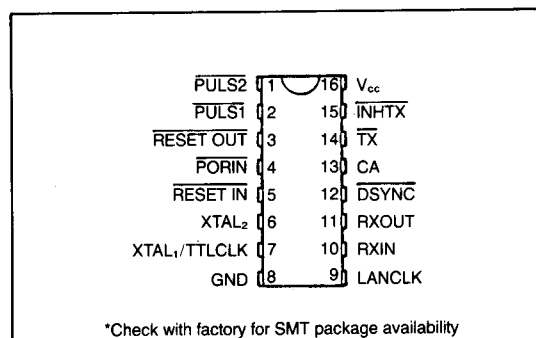 PULS2 1 16 Vcc
PULS1 2 15 INHTX
RESET OUT 3 14 TX
PORIN 4 13 CA
RESET IN 5 12 DSYNC
XTAL₂ 6 11 RXOUT
XTAL₁/TTLCLK 7 10 RXIN
GND 8 9 LANCLK
*Check with factory for SMT package availability